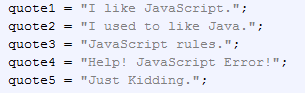 quote1 = "I like JavaScript.";
quote2 = "I used to like Java.";
quote3 = "JavaScript rules.";
quote4 = "Help! JavaScript Error!";
quote5 = "Just Kidding.";